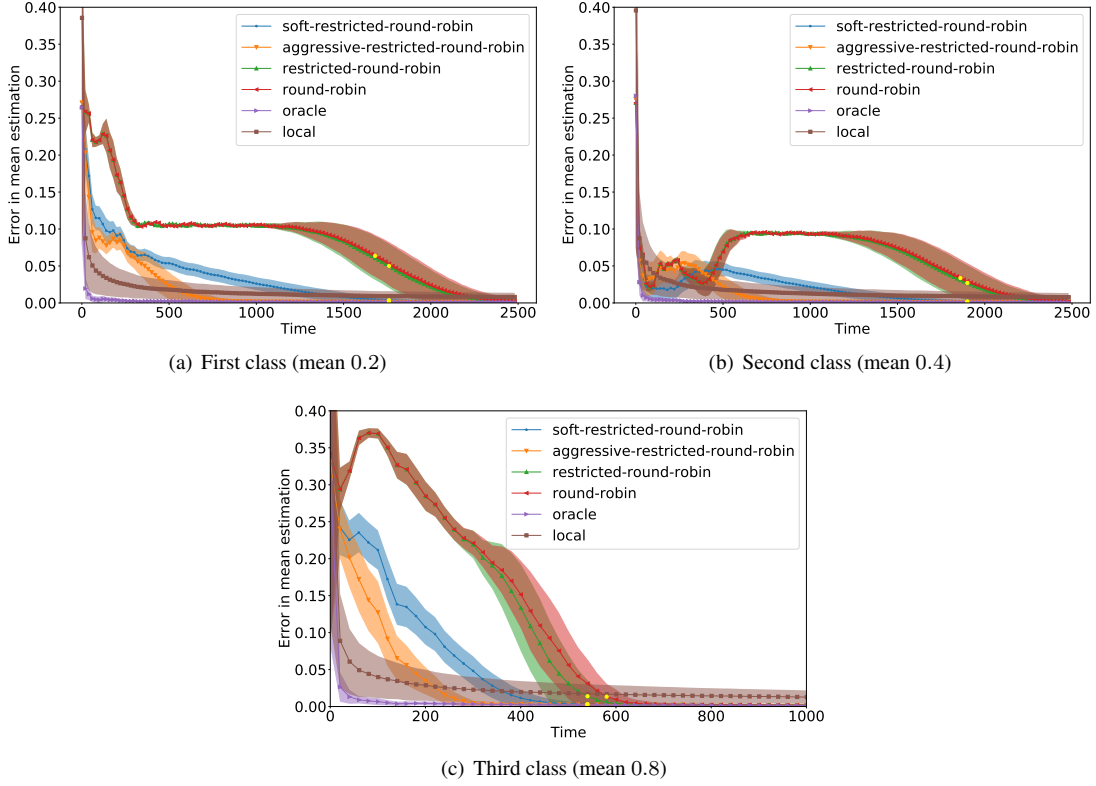 0.40
0.35
0.30
0.25
0.20
0.15
0.10
0.05
0.00
Error in mean estimation
soft-restricted-round-robin
aggressive-restricted-round-robin
restricted-round-robin
round-robin
oracle
local
0 500 1000 1500 2000 2500
Time
(a) First class (mean 0.2)
0.40
0.35
0.30
0.25
0.20
0.15
0.10
0.05
0.00
Error in mean estimation
soft-restricted-round-robin
aggressive-restricted-round-robin
restricted-round-robin
round-robin
oracle
local
0 500 1000 1500 2000 2500
Time
(b) Second class (mean 0.4)
0.40
0.35
0.30
0.25
0.20
0.15
0.10
0.05
0.00
Error in mean estimation
soft-restricted-round-robin
aggressive-restricted-round-robin
restricted-round-robin
round-robin
oracle
local
0 200 400 600 800 1000
Time
(c) Third class (mean 0.8)